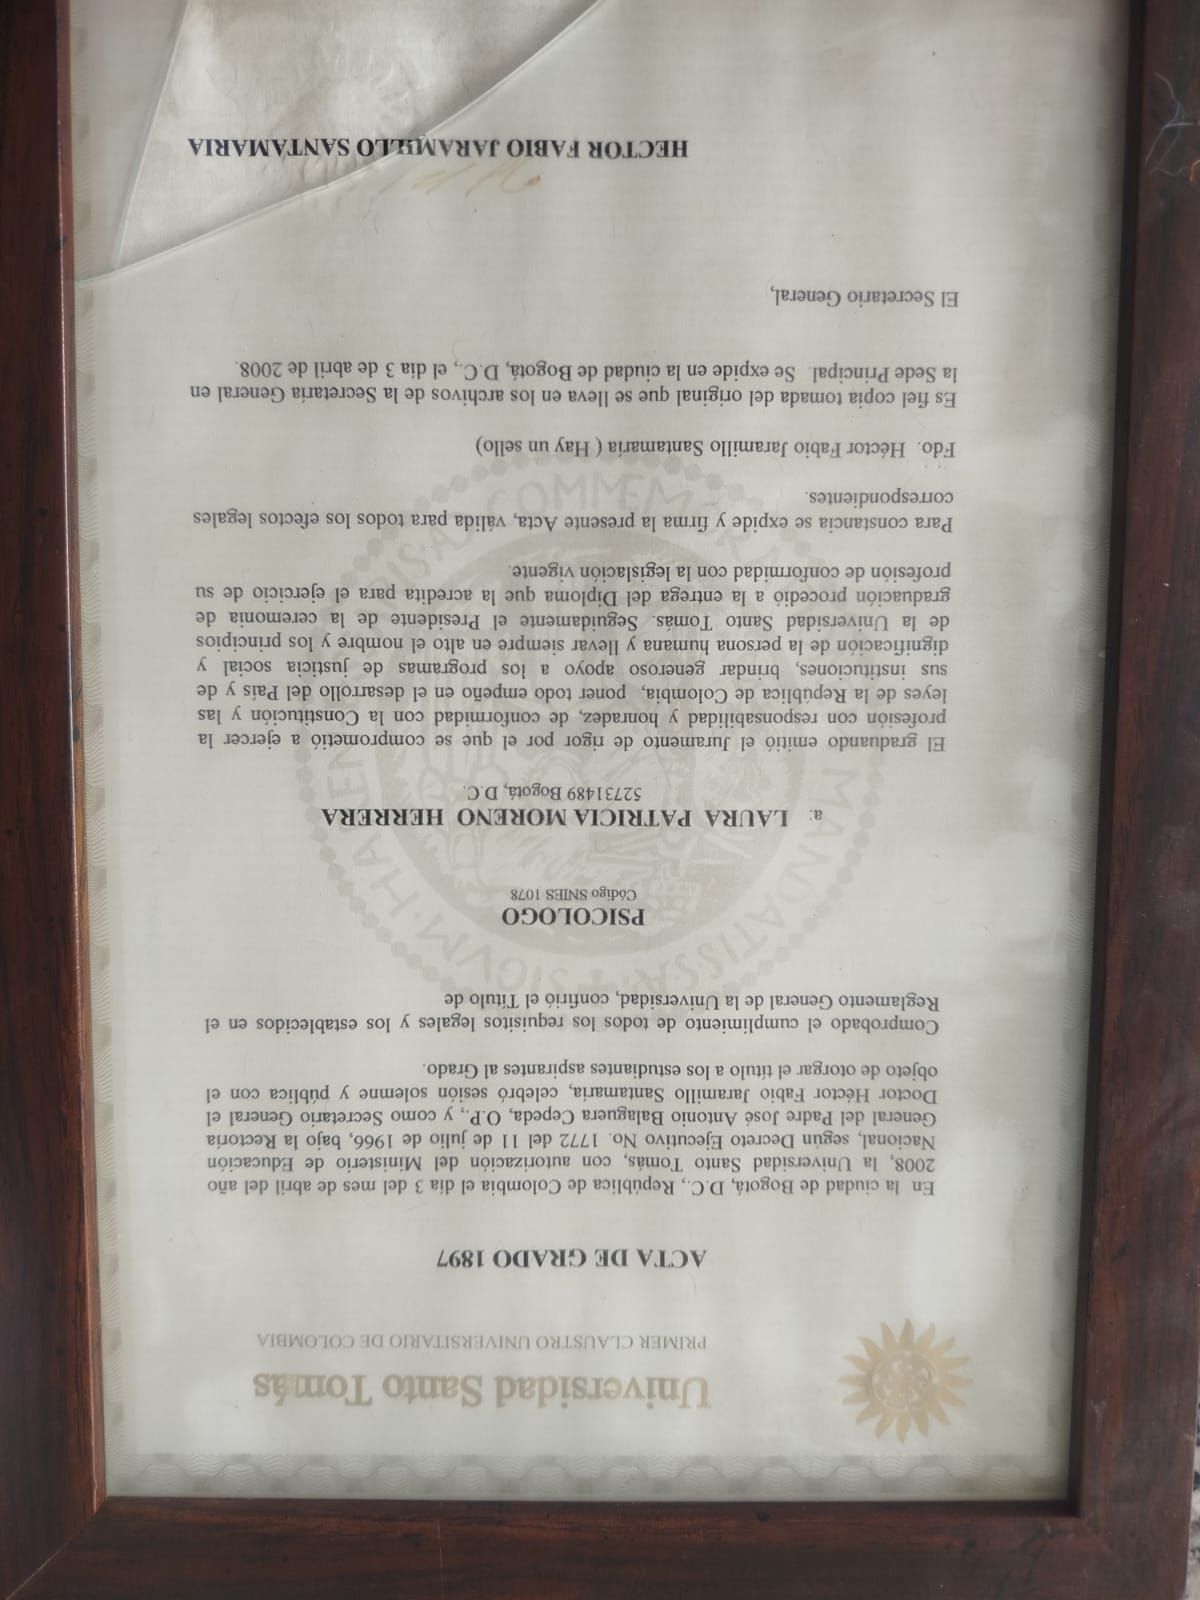 Universidad Santo Tomás
PRIMER CLAUSTRO UNIVERSITARIO DE COLOMBIA
ACTA DE GRADO 1897
En la ciudad de Bogotá, D.C., República de Colombia el dia 3 del mes de abril del año
2008, la Universidad Santo Tomás, con autorización del Ministerio de Educación
Nacional, según Decreto Ejecutivo No. 1772 del 11 de julio de 1966, bajo la Rectoría
General del Padre José Antonio Balaguera Cepeda, O.P., y como Secretario General el
Doctor Héctor Fabio Jaramillo Santamaría, celebró sesión solemne y pública con el
objeto de otorgar el título a los estudiantes aspirantes al Grado.
Comprobado el cumplimiento de todos los requisitos legales y los establecidos en el
Reglamento General de la Universidad, confirió el Título de
PSICOLOGO
Código SNIES 1078
a: LAURA PATRICIA MORENO HERRERA
52731489 Bogotá, D.C.
El graduando emitió el Juramento de rigor por el que se comprometió a ejercer la
profesión con responsabilidad y honradez, de conformidad con la Constitución y las
leyes de la República de Colombia, poner todo empeño en el desarrollo del País y de
sus instituciones, brindar generoso apoyo a los programas de justicia social y
dignificación de la persona humana y llevar siempre en alto el nombre y los principios
de la Universidad Santo Tomás. Seguidamente el Presidente de la ceremonia de
graduación procedió a la entrega del Diploma que la acredita para el ejercicio de su
profesión de conformidad con la legislación vigente.
Para constancia se expide y firma la presente Acta, válida para todos los efectos legales
correspondientes.
Fdo. Héctor Fabio Jaramillo Santamaría ( Hay un sello)
Es fiel copia tomada del original que se lleva en los archivos de la Secretaría General en
la Sede Principal. Se expide en la ciudad de Bogotá, D.C., el dia 3 de abril de 2008.
El Secretario General,
HECTOR FABIO JARAMILLO SANTAMARIA